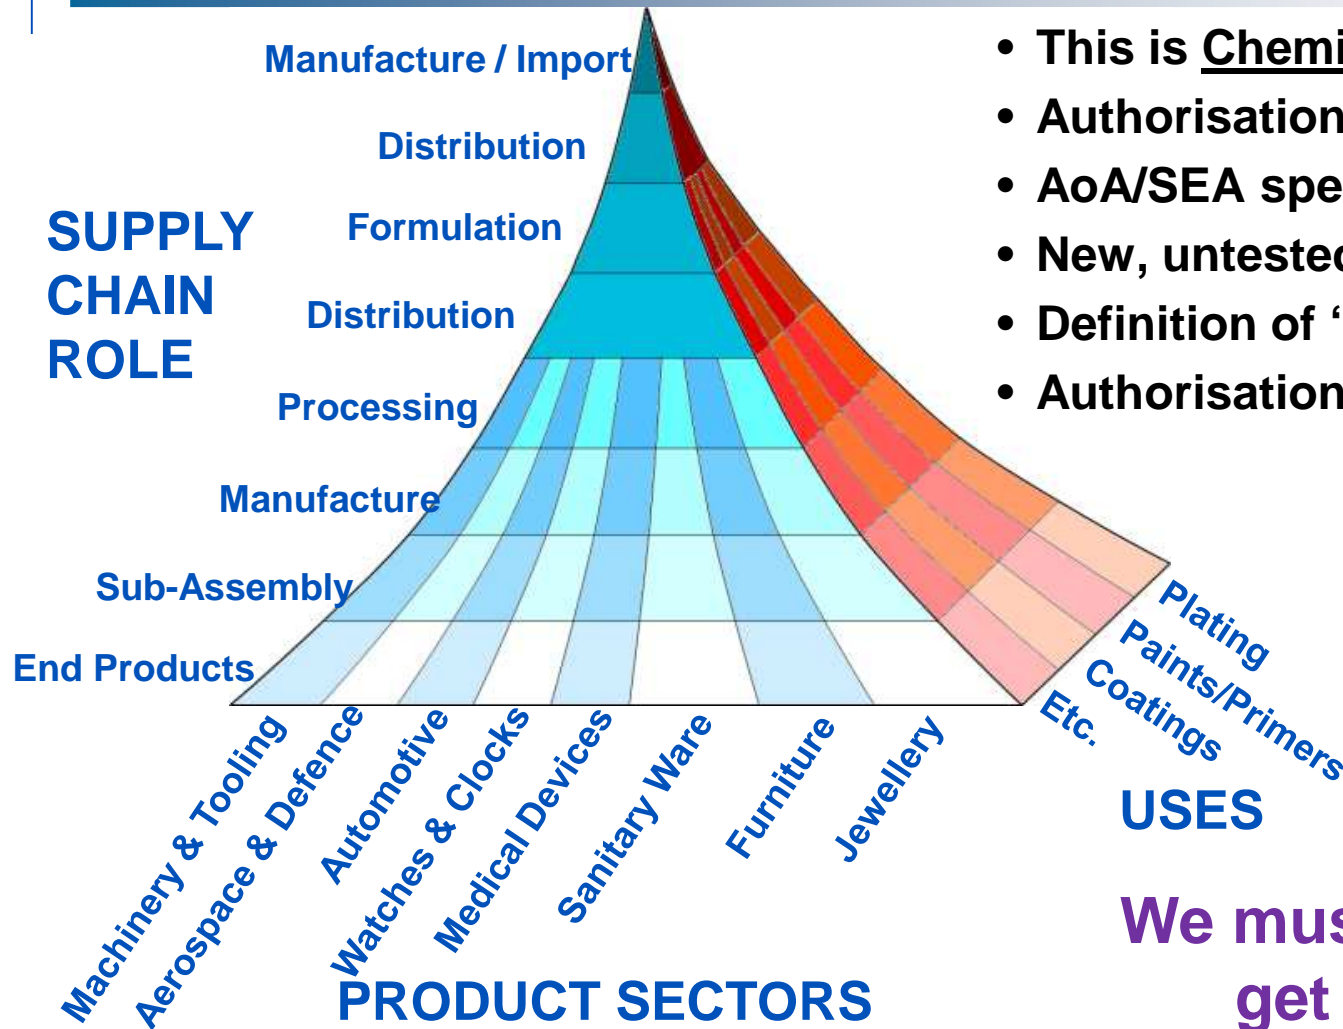 Manufacture / Import
Distribution
Formulation
Distribution
Processing
Manufacture
Sub-Assembly
End Products
SUPPLY
CHAIN
ROLE
Machinery & Tooling
Aerospace & Defence
Automotive
Watches & Clocks
Medical Devices
Sanitary Ware
Furniture
Jewellery
PRODUCT SECTORS
Plating
Paints/Primers
Coatings
Etc.
USES
• This is
• Authorisation
• AoA/SEA
• New, untested
• Definition of ‘
• Authorisation
We
get